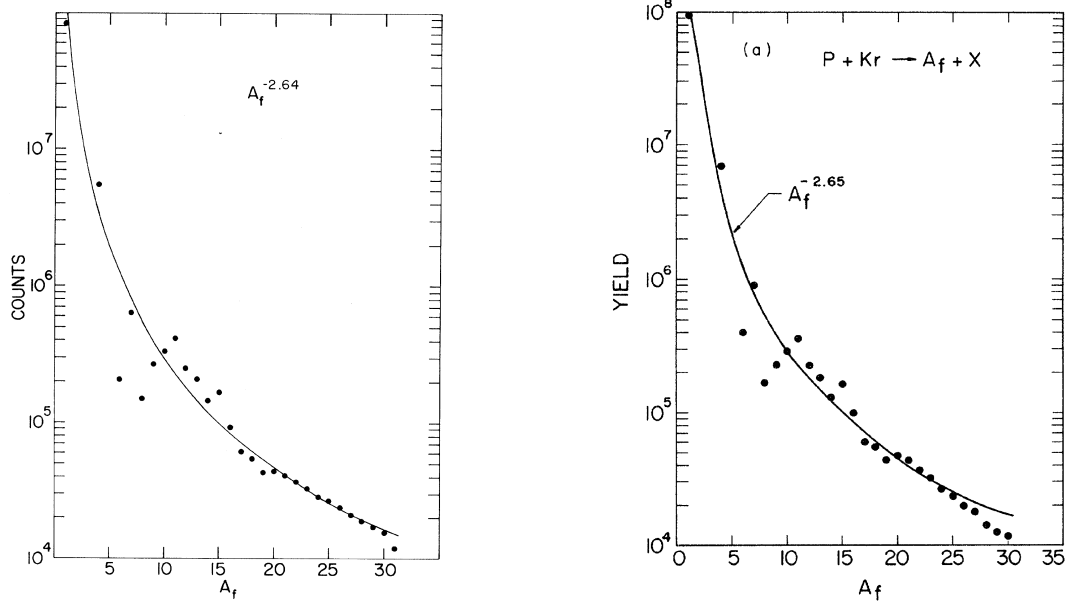 A_f^-2.64
COUNTS
10^7
10^6
10^5
10^4
5 10 15 20 25 30
A_f
(a) P + Kr → A_f + X
A_f^-2.65
YIELD
10^8
10^7
10^6
10^5
10^4
0 5 10 15 20 25 30 35
A_f